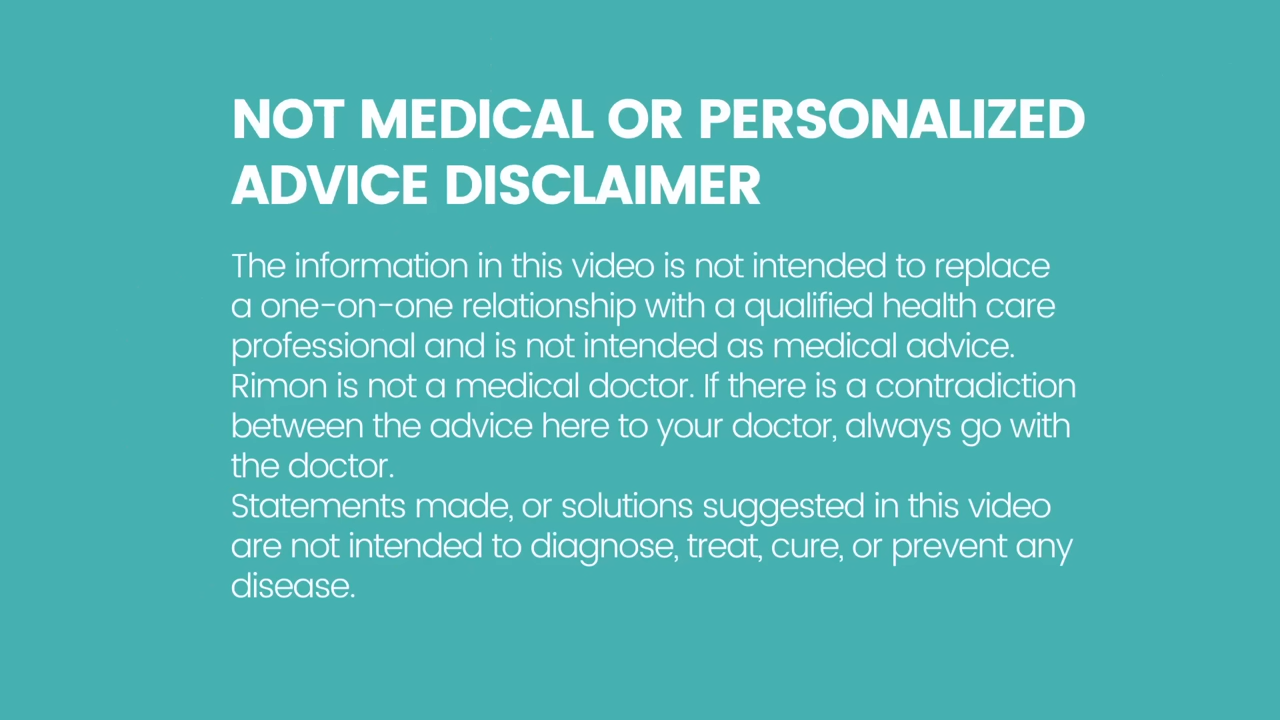 NOT MEDICAL OR PERSONALIZED
ADVICE DISCLAIMER
The information in this video is not intended to replace
a one-on-one relationship with a qualified health care
professional and is not intended as medical advice.
Rimon is not a medical doctor. If there is a contradiction
between the advice here to your doctor, always go with
the doctor.
Statements made, or solutions suggested in this video
are not intended to diagnose, treat, cure, or prevent any
disease.